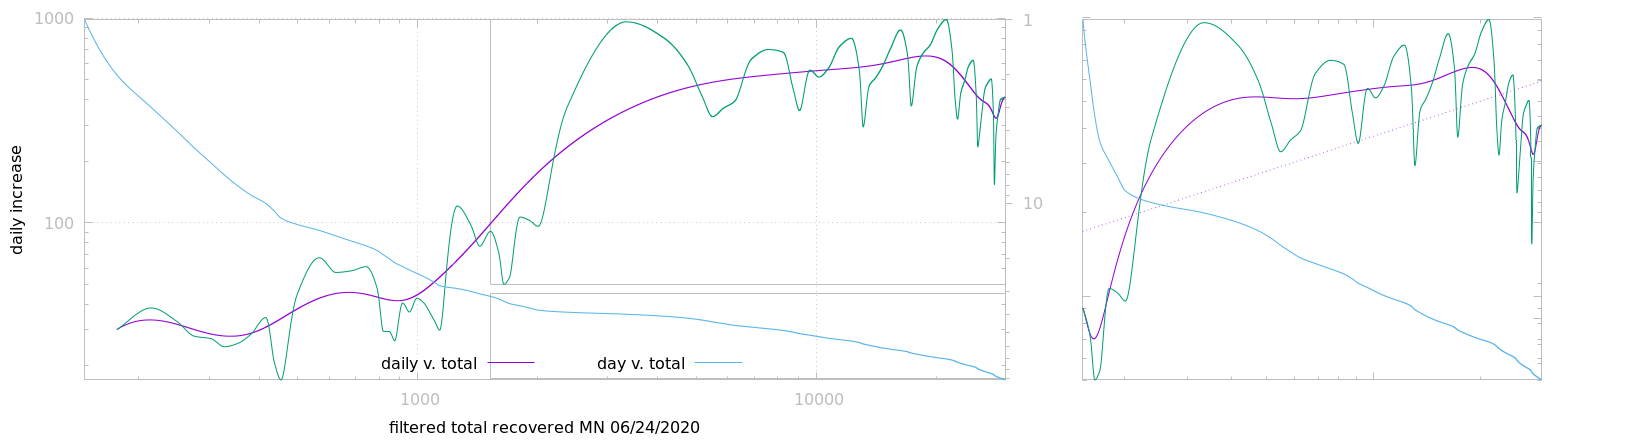 1000
1
daily increase
10
100
daily v. total
day v. total
1000
10000
filtered total recovered MN 06/24/2020